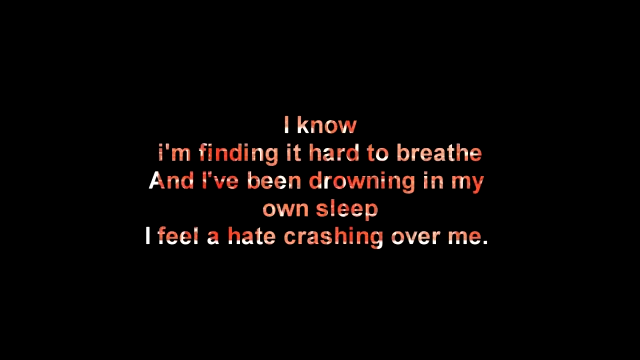 I know
i'm finding it hard to breathe
And I've been drowning in my
own sleep
I feel a hate crashing over me.